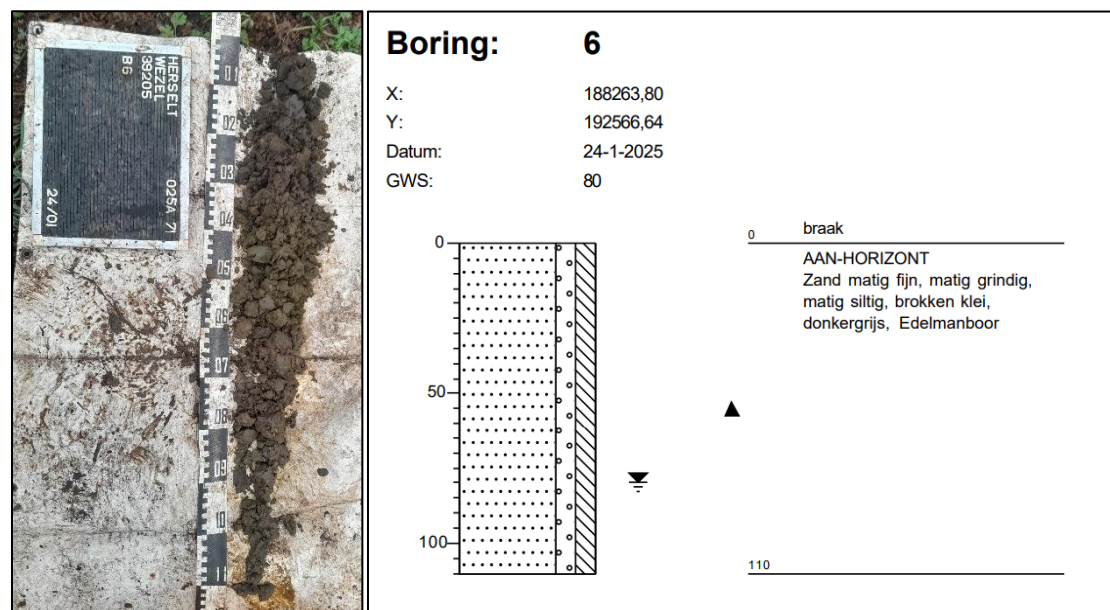 HERSELT
WEZEL
39205
B6
025A 71
24/01
01
02
03
04
05
06
07
08
09
10
11
Boring: 6
X: 188263,80
Y: 192566,64
Datum: 24-1-2025
GWS: 80
0
50
100
0 braak
AAN-HORIZONT
Zand matig fijn, matig grindig,
matig siltig, brokken klei,
donkergrijs, Edelmanboor
110